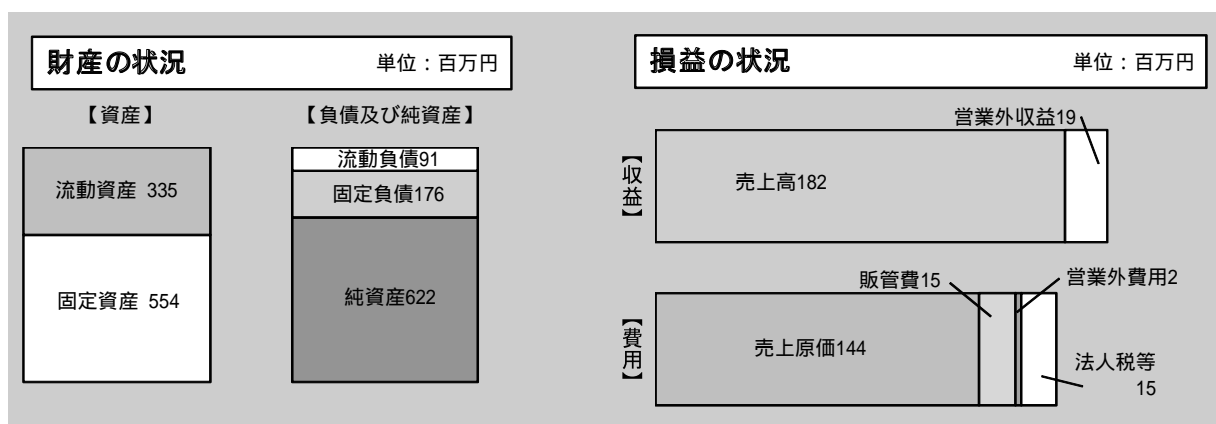 財産の状況 単位：百万円
【資産】 【負債及び純資産】
流動資産 335
固定資産 554
流動負債91
固定負債176
純資産622
損益の状況 単位：百万円
営業外収益19
【収益】
売上高182
販管費15
営業外費用2
【費用】
売上原価144
法人税等
15